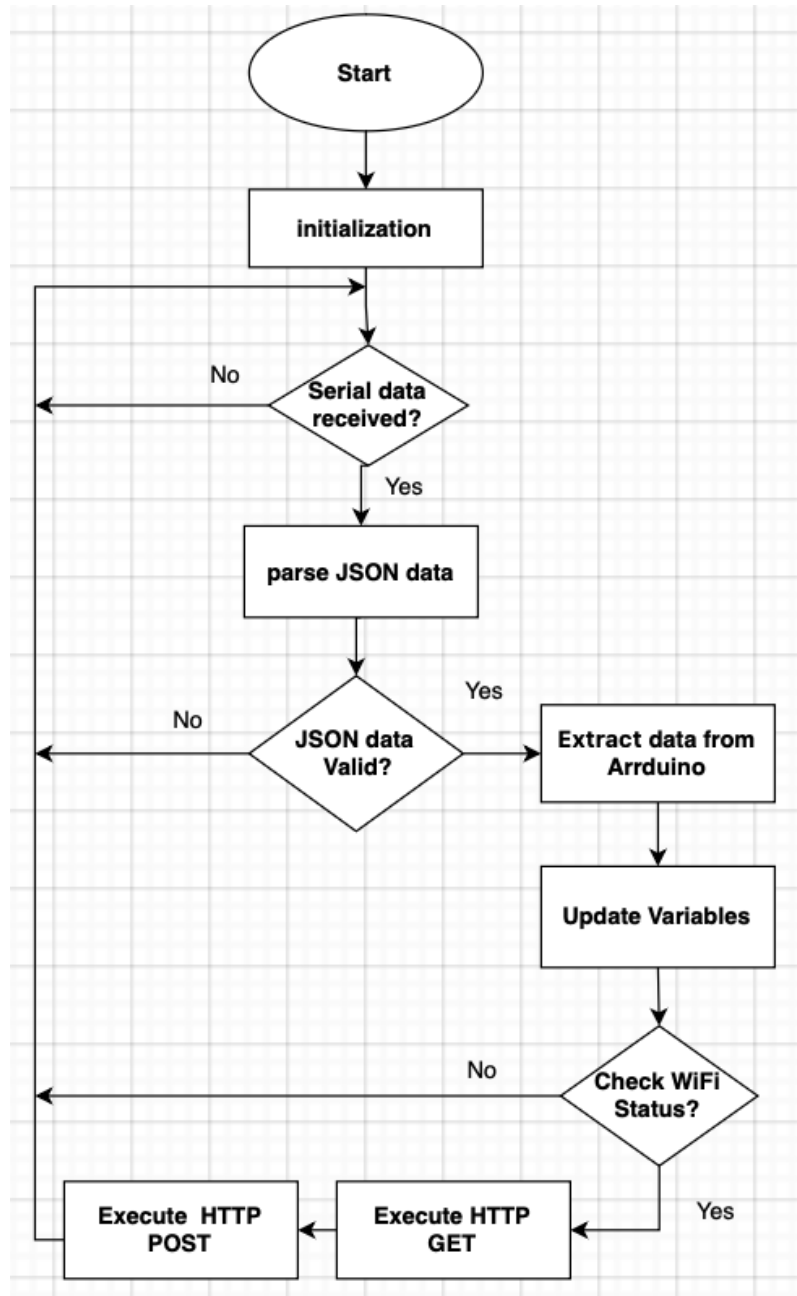 Start
initialization
No
Serial data
received?
Yes
parse JSON data
No
JSON data
Valid?
Yes
Extract data from
Arrduino
Update Variables
No
Check WiFi
Status?
Yes
Execute HTTP
GET
Execute  HTTP
POST